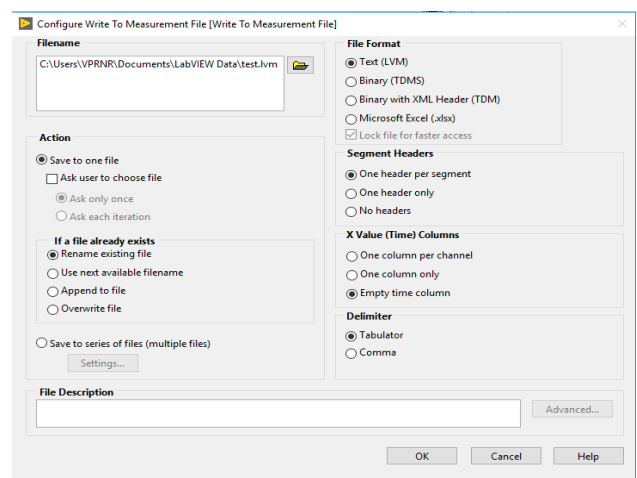 Configure Write To Measurement File [Write To Measurement File]
Filename
C:\Users\VPRNR\Documents\LabVIEW Data\test.lvm
Action
Save to one file
Ask user to choose file
Ask only once
Ask each iteration
If a file already exists
Rename existing file
Use next available filename
Append to file
Overwrite file
Save to series of files (multiple files)
Settings...
File Format
Text (LVM)
Binary (TDMS)
Binary with XML Header (TDM)
Microsoft Excel (.xlsx)
Lock file for faster access
Segment Headers
One header per segment
One header only
No headers
X Value (Time) Columns
One column per channel
One column only
Empty time column
Delimiter
Tabulator
Comma
File Description
Advanced...
OK
Cancel
Help